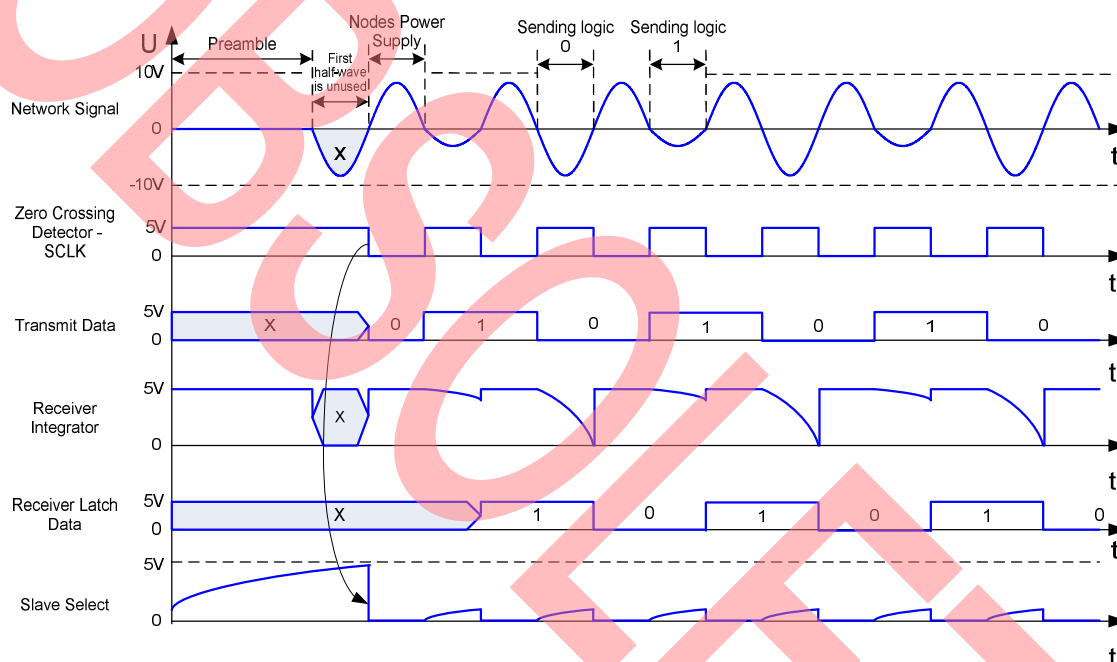 Nodes Power
Supply
Sending logic
0
Sending logic
1
U
Preamble
First
half-wave
is unused
10V
Network Signal
0
X
t
-10V
Zero Crossing
Detector -
SCLK
5V
0
t
Transmit Data
5V
0
X
0
1
0
1
0
1
0
t
Receiver
Integrator
5V
0
X
t
Receiver Latch
Data
5V
0
X
1
0
1
0
1
0
t
Slave Select
5V
0
t
OBSOLETE